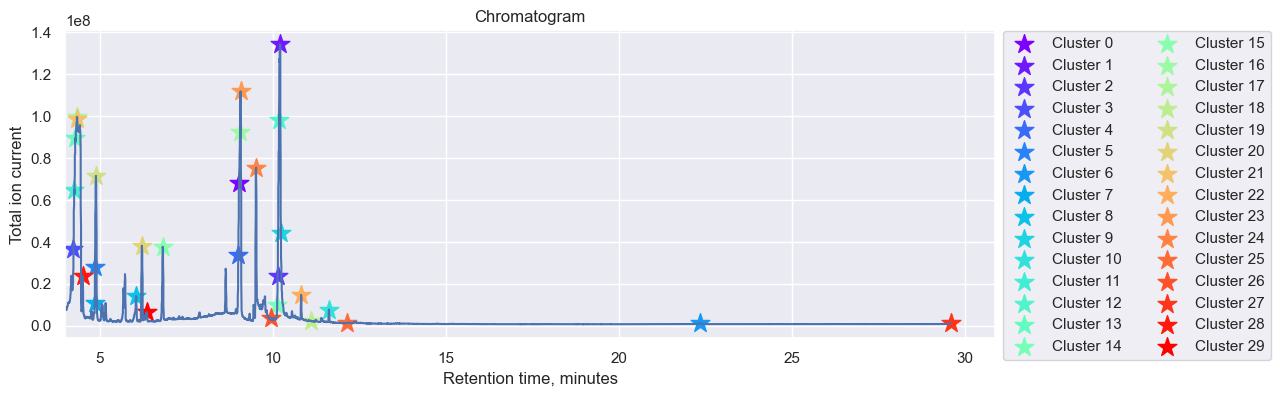 Chromatogram
1e8
1.4
1.2
1.0
0.8
0.6
0.4
0.2
0.0
Total ion current
5
10
15
20
25
30
Retention time, minutes
Cluster 0
Cluster 1
Cluster 2
Cluster 3
Cluster 4
Cluster 5
Cluster 6
Cluster 7
Cluster 8
Cluster 9
Cluster 10
Cluster 11
Cluster 12
Cluster 13
Cluster 14
Cluster 15
Cluster 16
Cluster 17
Cluster 18
Cluster 19
Cluster 20
Cluster 21
Cluster 22
Cluster 23
Cluster 24
Cluster 25
Cluster 26
Cluster 27
Cluster 28
Cluster 29